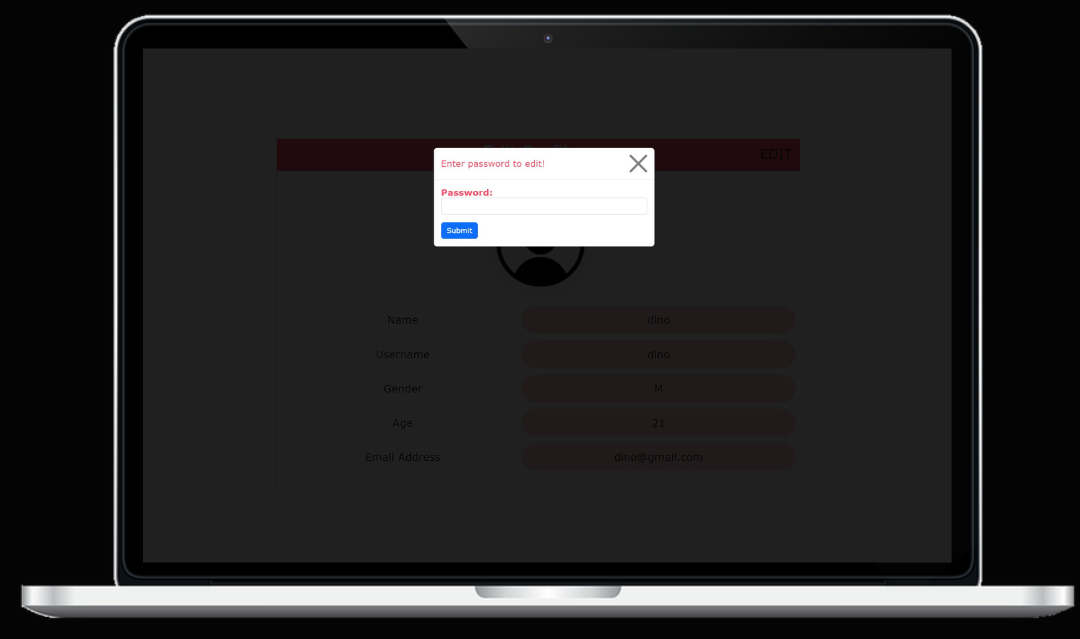 EDIT
Enter password to edit!
Password:
Submit
Name dino
Username dino
Gender M
Age 21
Email Address dino@gmail.com